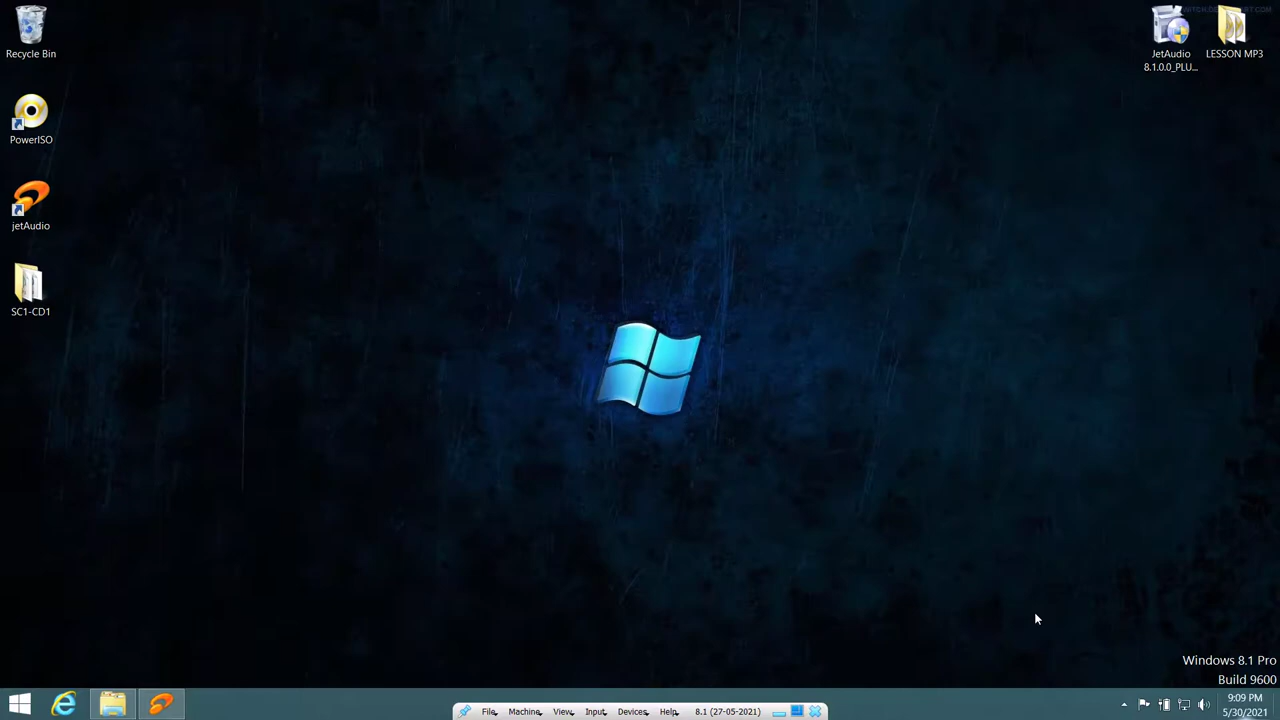 Recycle Bin
PowerISO
jetAudio
SC1-CD1
JetAudio
8.1.0.0_PLU...
LESSON MP3
Windows 8.1 Pro
Build 9600
File
Machine
View
Input
Devices
Help
8.1 (27-05-2021)
9:09 PM
5/30/2021